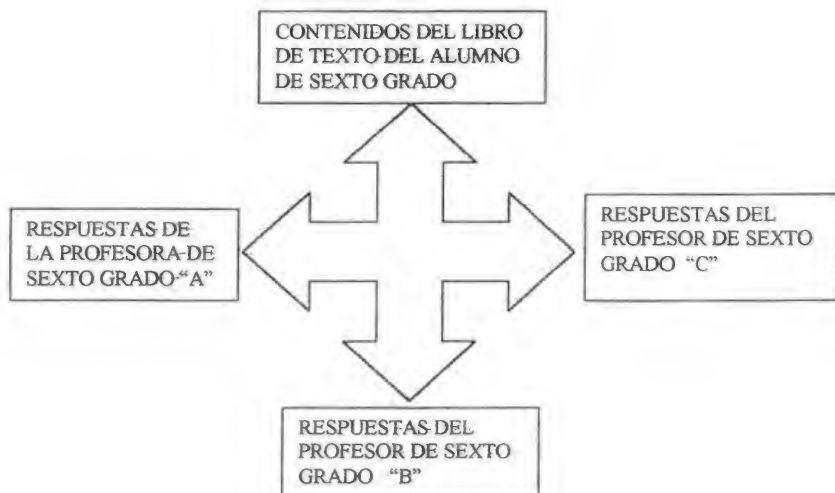 CONTENIDOS DEL LIBRO
DE TEXTO DEL ALUMNO
DE SEXTO GRADO
RESPUESTAS DE
LA PROFESORA DE
SEXTO GRADO "A"
RESPUESTAS DEL
PROFESOR DE SEXTO
GRADO "C"
RESPUESTAS DEL
PROFESOR DE SEXTO
GRADO "B"